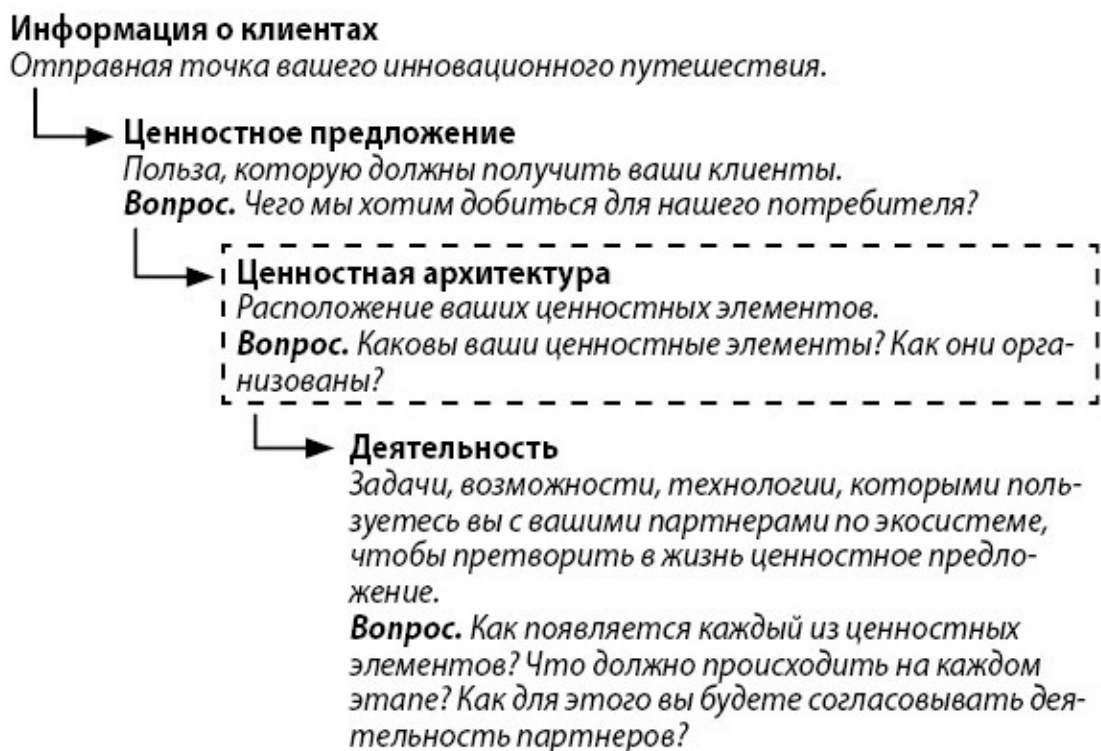 Информация о клиентах
Отправная точка вашего инновационного путешествия.
Ценностное предложение
Польза, которую должны получить ваши клиенты.
Вопрос. Чего мы хотим добиться для нашего потребителя?
Ценностная архитектура
Расположение ваших ценностных элементов.
Вопрос. Каковы ваши ценностные элементы? Как они орга-
низованы?
Деятельность
Задачи, возможности, технологии, которыми поль-
зуетесь вы с вашими партнерами по экосистеме,
чтобы претворить в жизнь ценностное предло-
жение.
Вопрос. Как появляется каждый из ценностных
элементов? Что должно происходить на каждом
этапе? Как для этого вы будете согласовывать дея-
тельность партнеров?